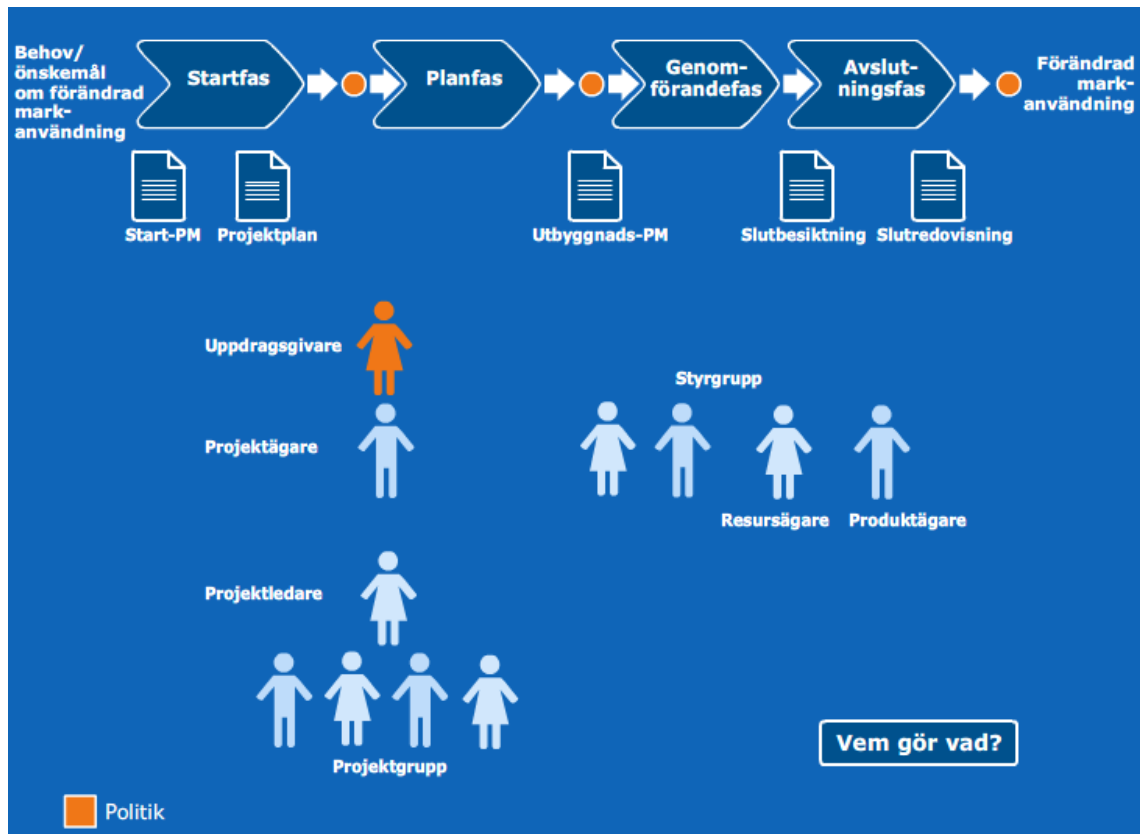 Behov/
önskemål
om förändrad
mark-
användning
Startfas
Planfas
Genom-
förandefas
Avslut-
ningsfas
Förändrad
mark-
användning
Start-PM
Projektplan
Utbyggnads-PM
Slutbesiktning
Slutredovisning
Uppdragsgivare
Styrgrupp
Projektägare
Resursägare
Produktägare
Projektledare
Vem gör vad?
Projektgrupp
Politik